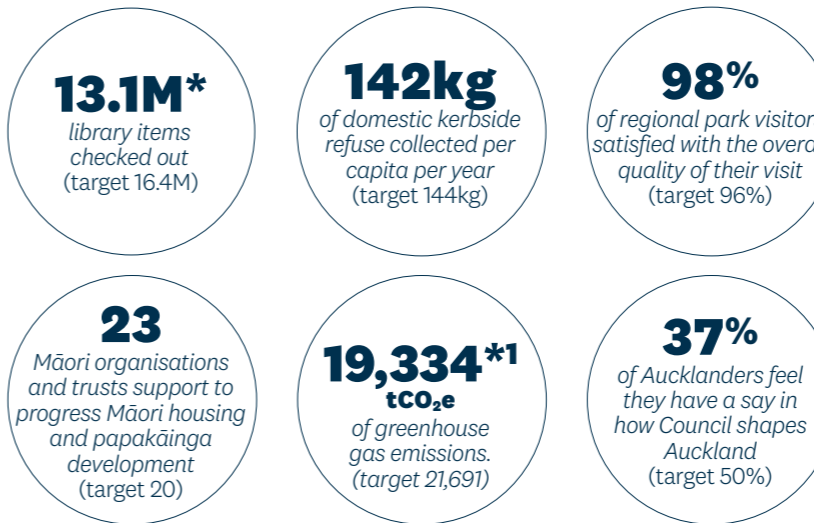 13.1M*
library items
checked out
(target 16.4M)
142kg
of domestic kerbside
refuse collected per
capita per year
(target 144kg)
98%
of regional park visitor
satisfied with the overa
quality of their visit
(target 96%)
23
Māori organisations
and trusts support to
progress Māori housing
and papakāinga
development
(target 20)
19,334*¹
tCO₂e
of greenhouse
gas emissions.
(target 21,691)
37%
of Aucklanders feel
they have a say in
how Council shapes
Auckland
(target 50%)